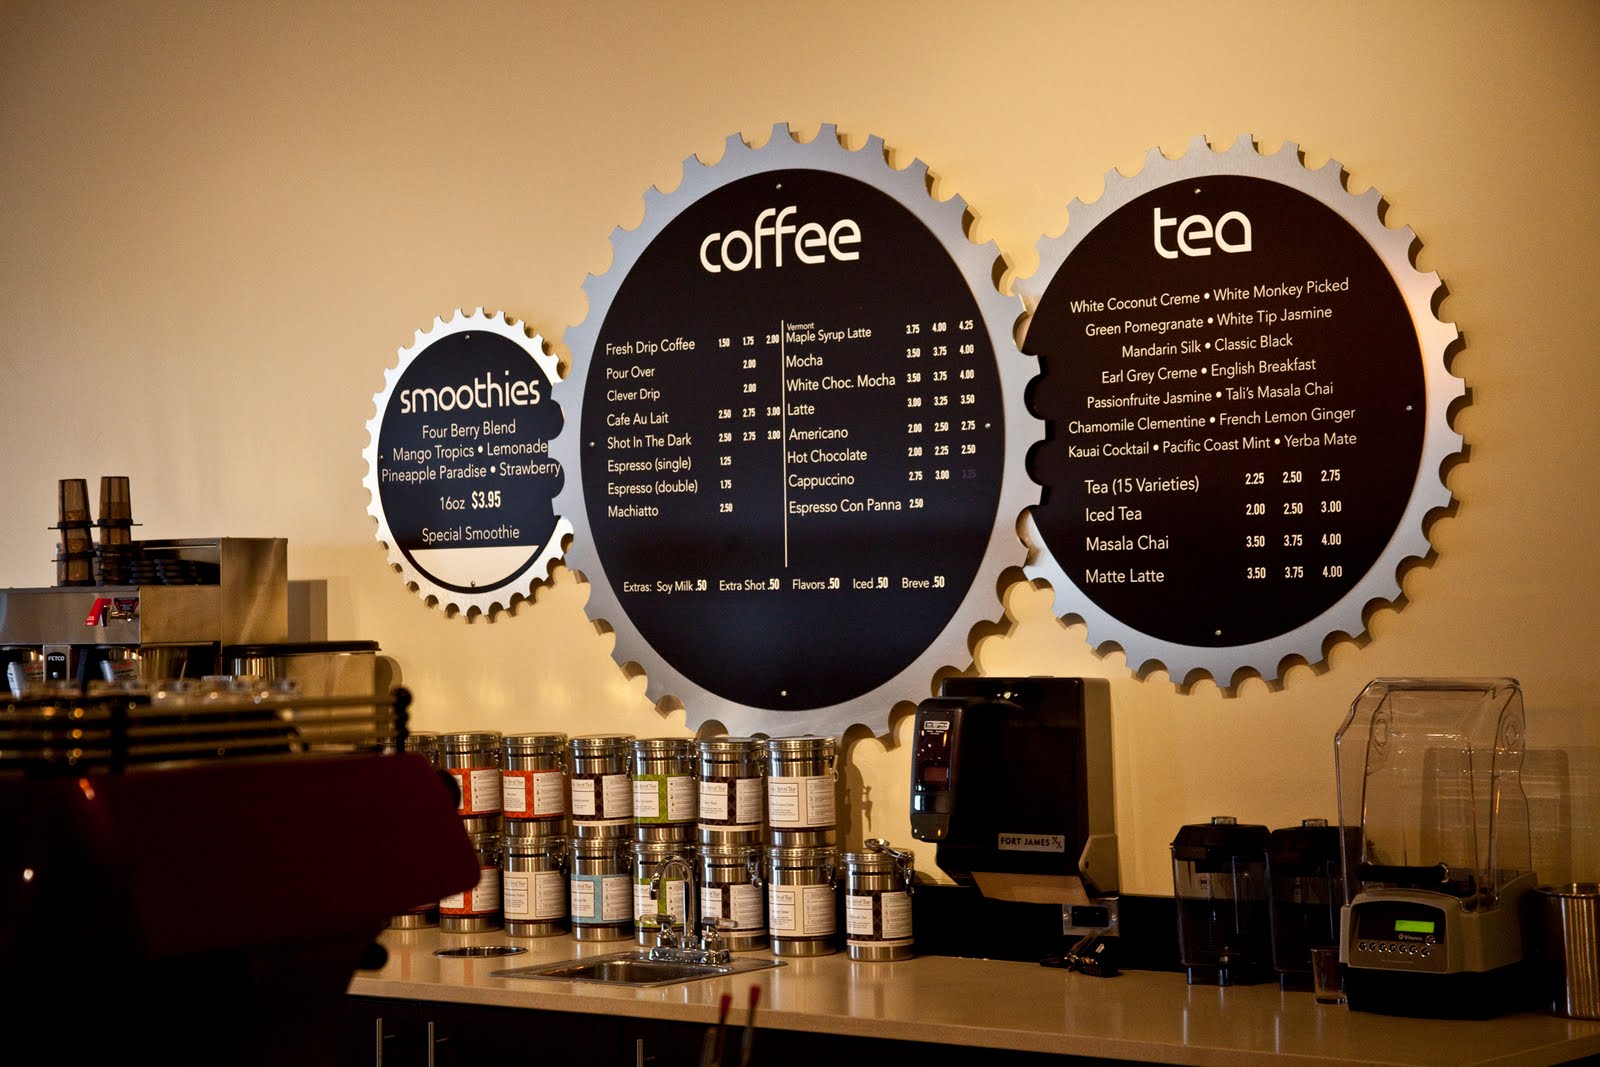 smoothies
Four Berry Blend
Mango Tropics • Lemonade
Pineapple Paradise • Strawberry
16oz $3.95
Special Smoothie
coffee
Fresh Drip Coffee 1.50 1.75 2.00
Pour Over 2.00
Clever Drip 2.00
Cafe Au Lait 2.50 2.75 3.00
Shot In The Dark 2.50 2.75 3.00
Espresso (single) 1.25
Espresso (double) 1.75
Machiatto 2.50
Vermont
Maple Syrup Latte 3.75 4.00 4.25
Mocha 3.50 3.75 4.00
White Choc. Mocha 3.50 3.75 4.00
Latte 3.00 3.25 3.50
Americano 2.00 2.50 2.75
Hot Chocolate 2.00 2.25 2.50
Cappuccino 2.75 3.00
Espresso Con Panna 2.50
Extras: Soy Milk .50 Extra Shot .50 Flavors .50 Iced .50 Breve .50
tea
White Coconut Creme • White Monkey Picked
Green Pomegranate • White Tip Jasmine
Mandarin Silk • Classic Black
Earl Grey Creme • English Breakfast
Passionfruite Jasmine • Tali's Masala Chai
Chamomile Clementine • French Lemon Ginger
Kauai Cocktail • Pacific Coast Mint • Yerba Mate
Tea (15 Varieties) 2.25 2.50 2.75
Iced Tea 2.00 2.50 3.00
Masala Chai 3.50 3.75 4.00
Matte Latte 3.50 3.75 4.00
FETCO
FORT JAMES